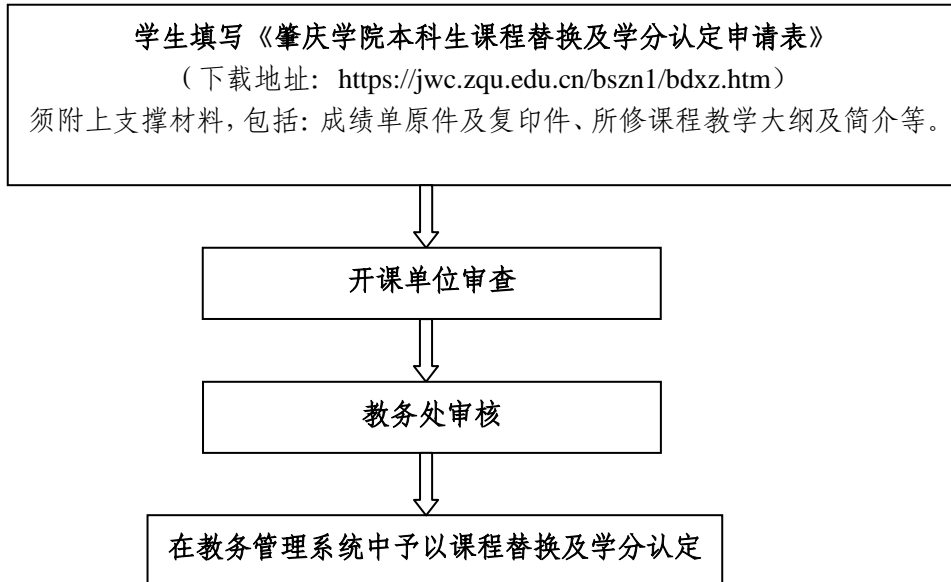 学生填写《肇庆学院本科生课程替换及学分认定申请表》
（下载地址：https://jwc.zqu.edu.cn/bszn1/bdxz.htm）
须附上支撑材料，包括：成绩单原件及复印件、所修课程教学大纲及简介等。
开课单位审查
教务处审核
在教务管理系统中予以课程替换及学分认定